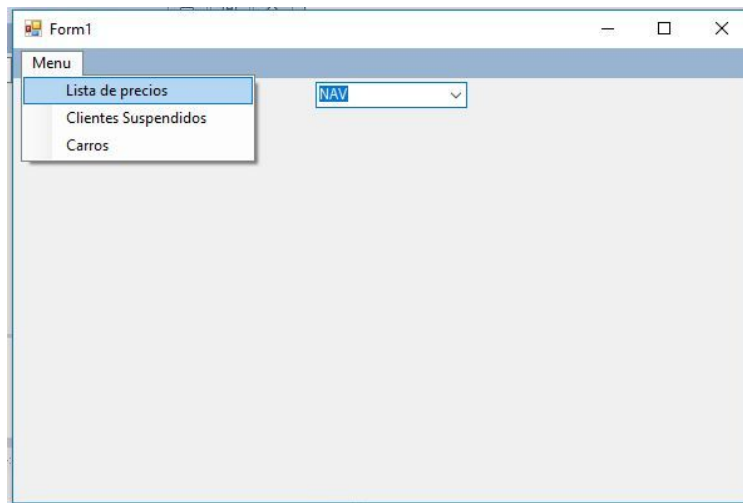 Form1
Menu
Lista de precios
NAV
Clientes Suspendidos
Carros